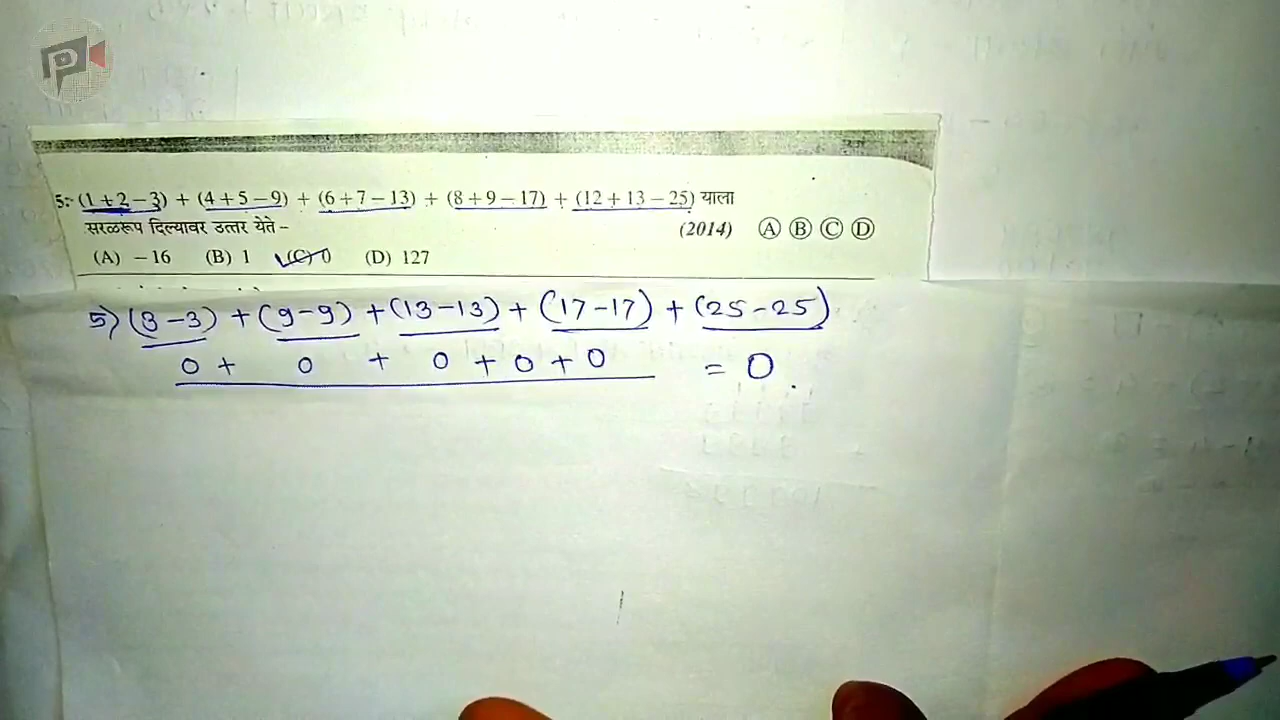 5:- (1 + 2 – 3) + (4 + 5 – 9) + (6 + 7 – 13) + (8 + 9 – 17) + (12 + 13 – 25) याला
सरळरूप दिल्यावर उत्तर येते –
(2014) Ⓐ Ⓑ Ⓒ Ⓓ
(A) – 16 (B) 1 (C) 0 (D) 127
5) (3 – 3) + (9 – 9) + (13 – 13) + (17 – 17) + (25 – 25)
0 + 0 + 0 + 0 + 0 = 0.